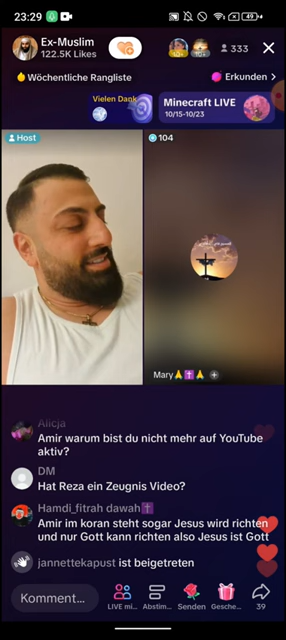 23:29
49
Ex-Muslim
122.5K Likes
333
Wöchentliche Rangliste
Erkunden
Vielen Dank
Minecraft LIVE
10/15-10/23
Host
104
Mary
Alicja
Amir warum bist du nicht mehr auf YouTube
aktiv?
DM
Hat Reza ein Zeugnis Video?
Hamdi_fitrah dawah
Amir im koran steht sogar Jesus wird richten
und nur Gott kann richten also Jesus ist Gott
jannettekapust ist beigetreten
Komment...
LIVE mi...
Abstim...
Senden
Gesche...
39